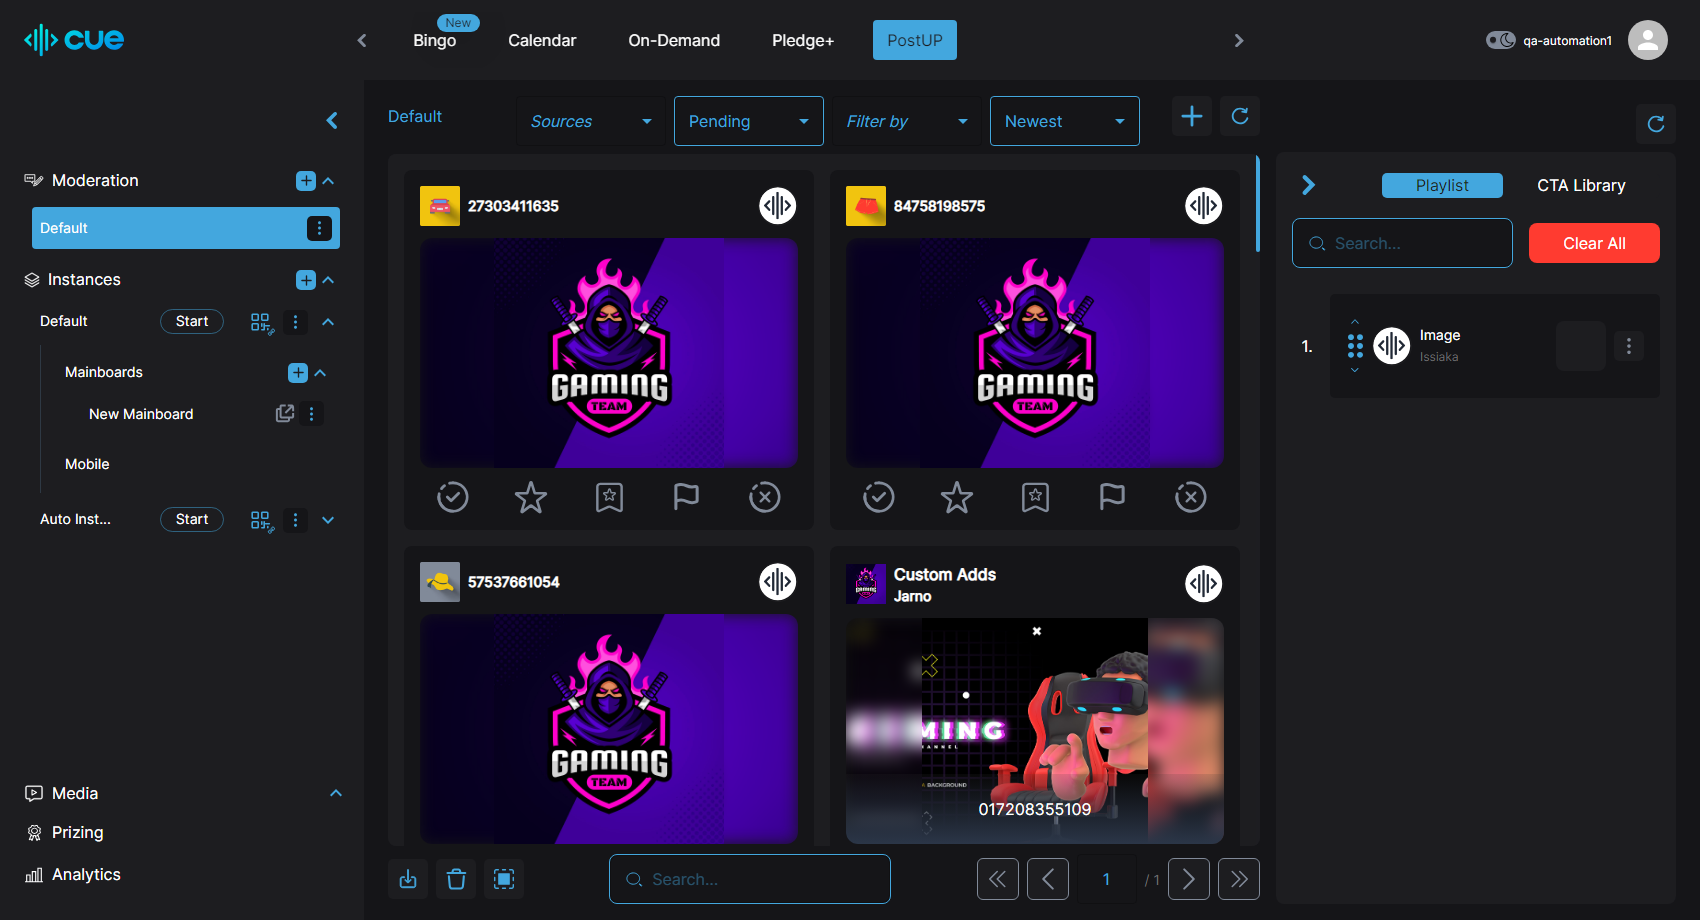 cue
New
Bingo
Calendar
On-Demand
Pledge+
PostUP
qa-automation1
Moderation
Default
Instances
Default
Start
Mainboards
New Mainboard
Mobile
Auto Inst...
Start
Media
Prizing
Analytics
Default
Sources
Pending
Filter by
Newest
27303411635
GAMING
TEAM
84758198575
GAMING
TEAM
57537661054
GAMING
TEAM
Custom Adds
Jarno
GAMING
MING
ANNEL
& BACKGROUND
017208355109
Search...
1
/ 1
Playlist
CTA Library
Search...
Clear All
1.
Image
Issiaka